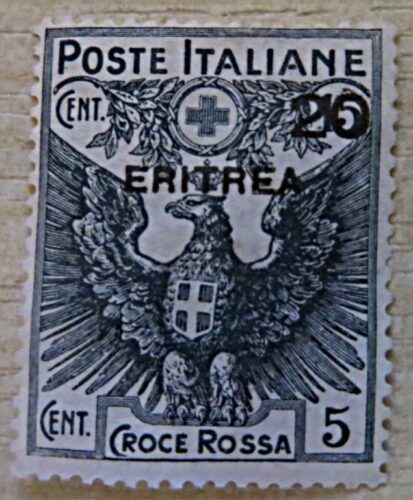 POSTE ITALIANE
CENT. 20
ERITREA
CENT. 5
CROCE ROSSA